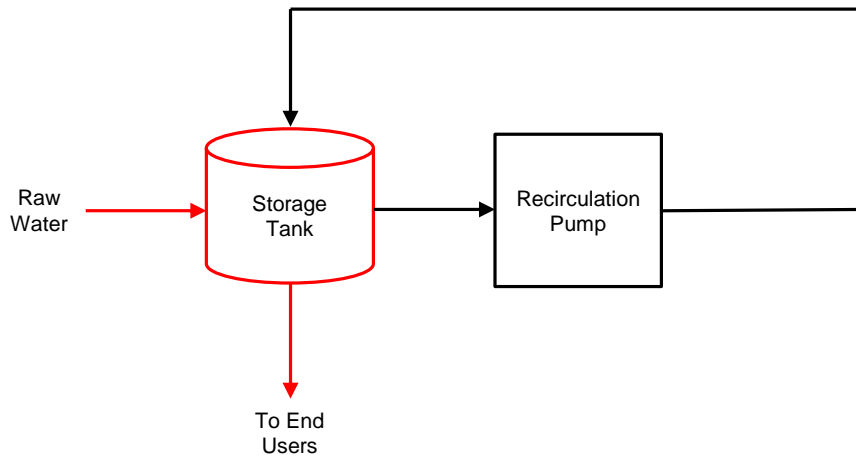 Raw
Water
Storage
Tank
Recirculation
Pump
To End
Users